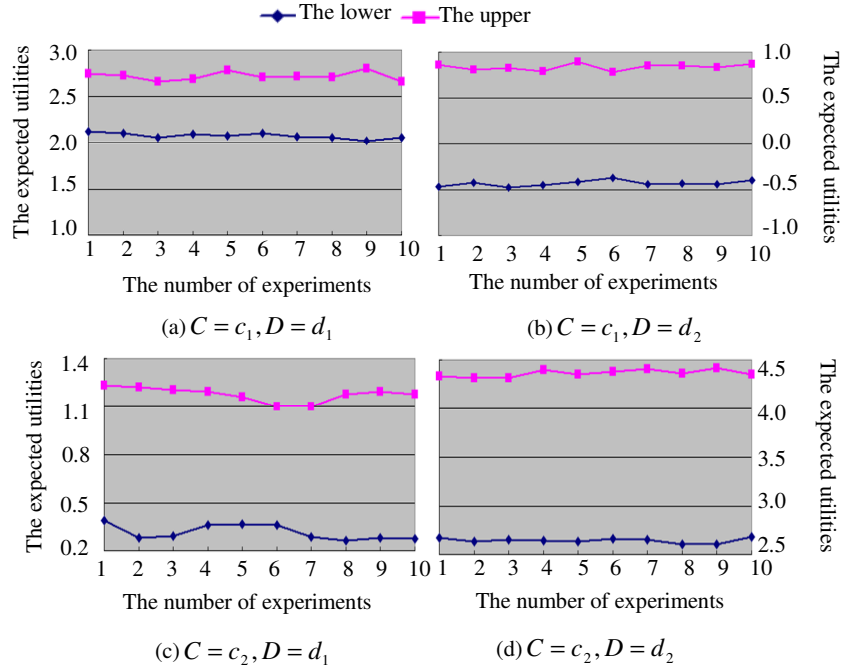 The lower The upper
The expected utilities
3.0
2.5
2.0
1.5
1.0
1 2 3 4 5 6 7 8 9 10
The number of experiments
(a) C = c₁, D = d₁
1.0
0.5
0.0
-0.5
-1.0
The expected utilities
1 2 3 4 5 6 7 8 9 10
The number of experiments
(b) C = c₁, D = d₂
The expected utilities
1.4
1.1
0.8
0.5
0.2
1 2 3 4 5 6 7 8 9 10
The number of experiments
(c) C = c₂, D = d₁
4.5
4.0
3.5
3.0
2.5
The expected utilities
1 2 3 4 5 6 7 8 9 10
The number of experiments
(d) C = c₂, D = d₂